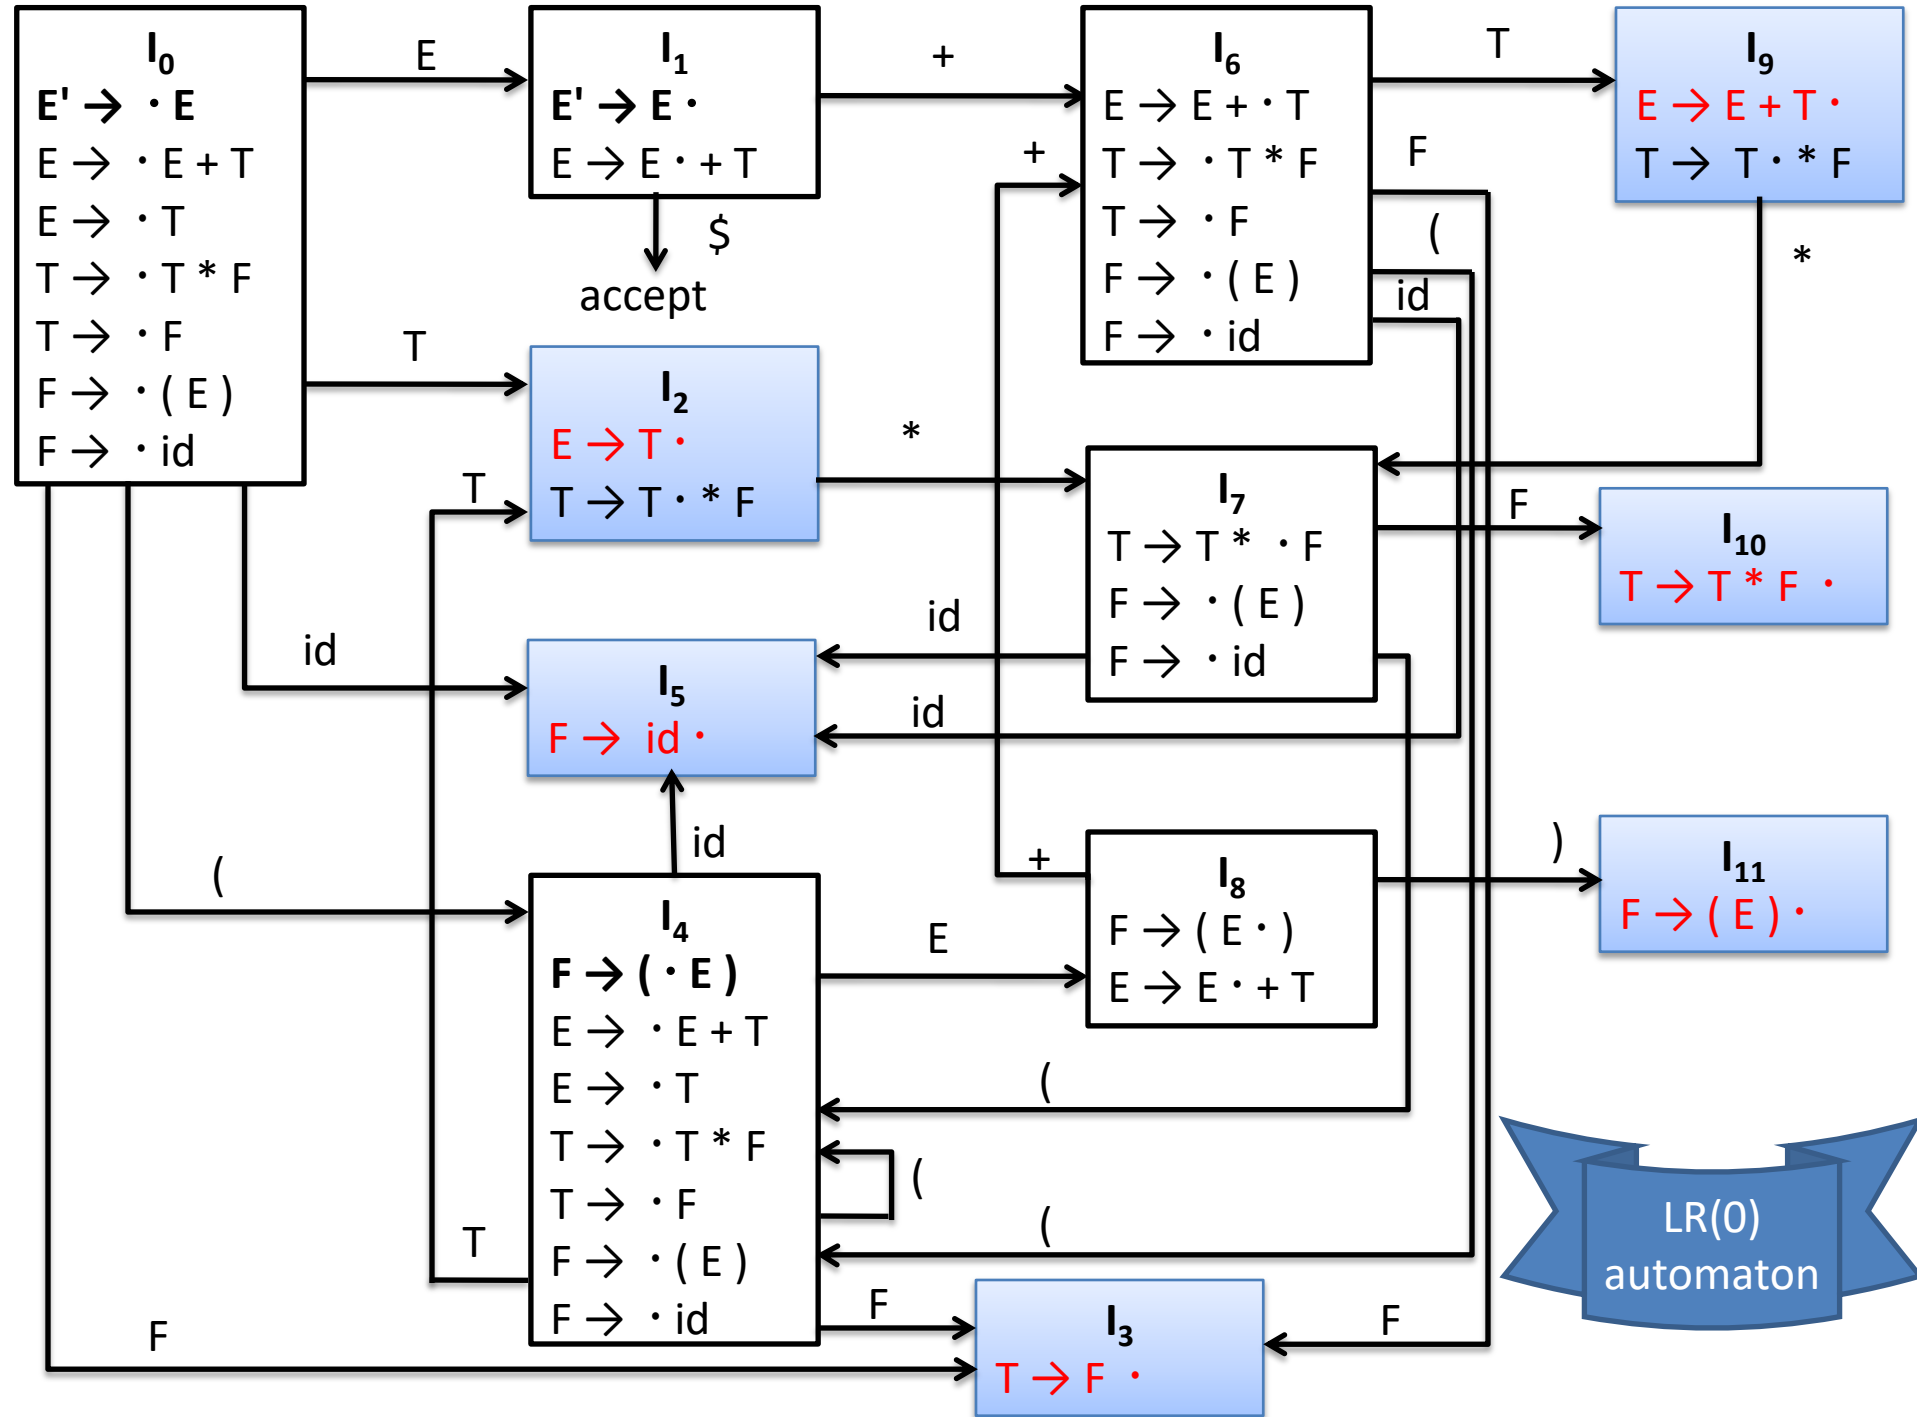 I0
E' → · E
E → · E + T
E → · T
T → · T * F
T → · F
F → · ( E )
F → · id
E
I1
E' → E ·
E → E · + T
$
accept
+
+
I6
E → E + · T
T → · T * F
T → · F
F → · ( E )
F → · id
T
F
(
id
I9
E → E + T ·
T → T · * F
*
T
T
I2
E → T ·
T → T · * F
*
I7
T → T * · F
F → · ( E )
F → · id
F
I10
T → T * F ·
id
id
id
I5
F → id ·
id
(
I4
F → ( · E )
E → · E + T
E → · T
T → · T * F
T → · F
F → · ( E )
F → · id
E
+
I8
F → ( E · )
E → E · + T
)
I11
F → ( E ) ·
(
(
(
T
F
F
F
I3
T → F ·
LR(0)
automaton